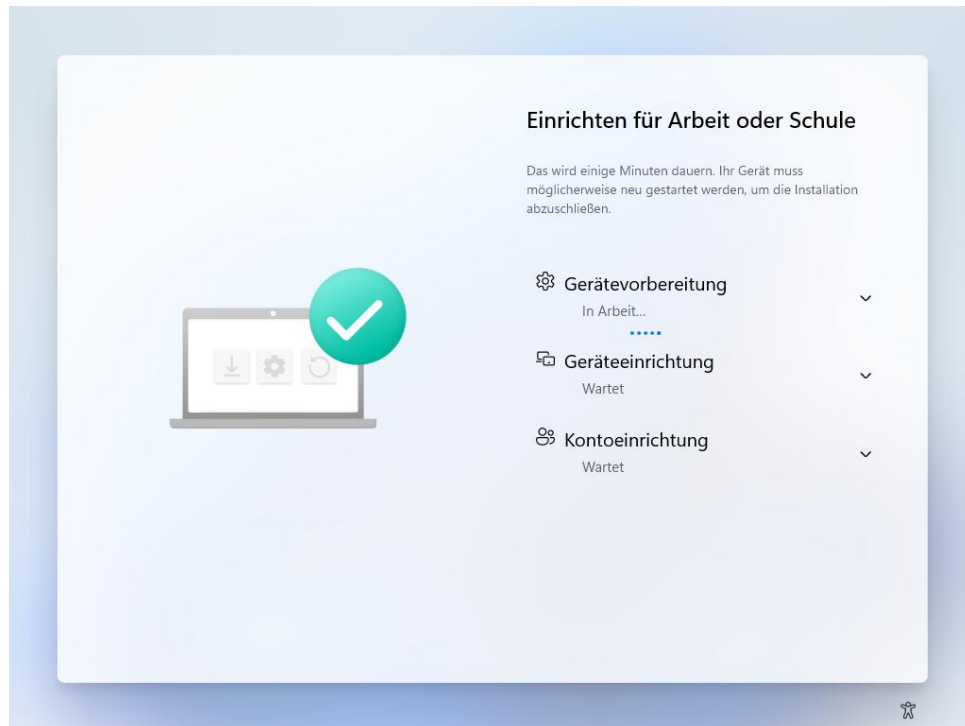 Einrichten für Arbeit oder Schule
Das wird einige Minuten dauern. Ihr Gerät muss
möglicherweise neu gestartet werden, um die Installation
abzuschließen.
Gerätevorbereitung
In Arbeit...
Geräteeinrichtung
Wartet
Kontoeinrichtung
Wartet